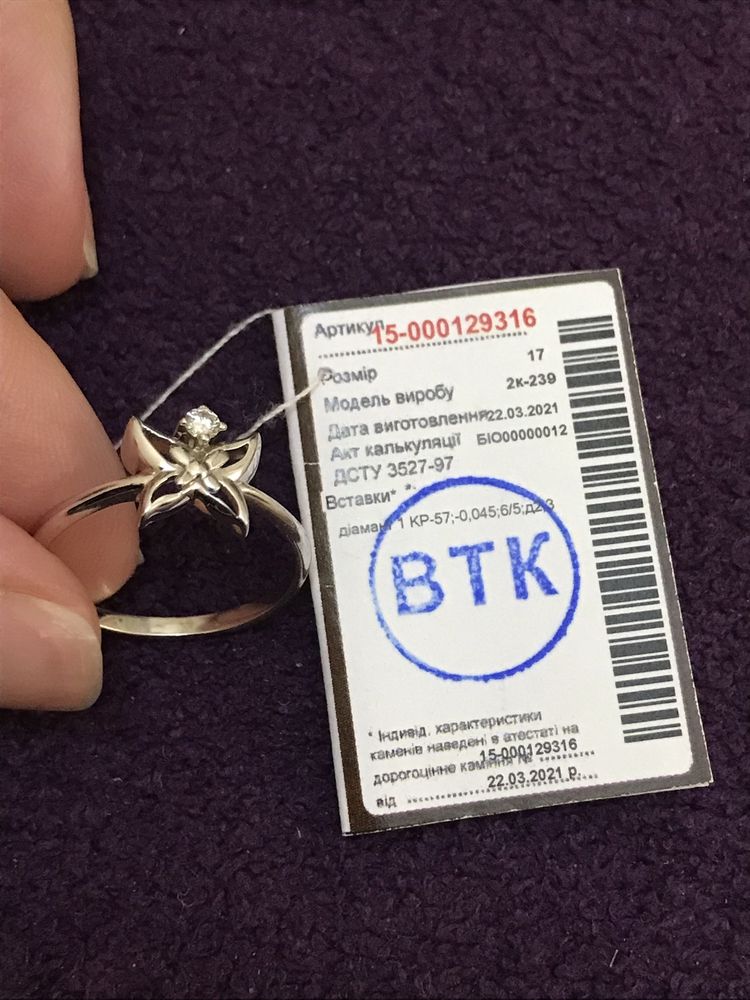 Артикул 15-000129316
Розмір 17
Модель виробу 2к-239
Дата виготовлення 22.03.2021
Акт калькуляції БІО00000012
ДСТУ 3527-97
Вставки* *
діамант 1 КР-57;-0,045;6/5;д2,3
ВТК
* Індивід. характеристики
каменів наведені в атестаті на
15-000129316
дорогоцінне каміння №
22.03.2021 р.
від